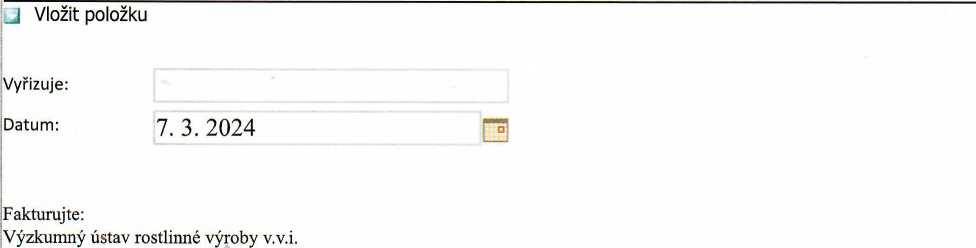 Vložit položku
Vyřizuje:
Datum: 7. 3. 2024
Fakturujte:
Výzkumný ústav rostlinné výroby v.v.i.